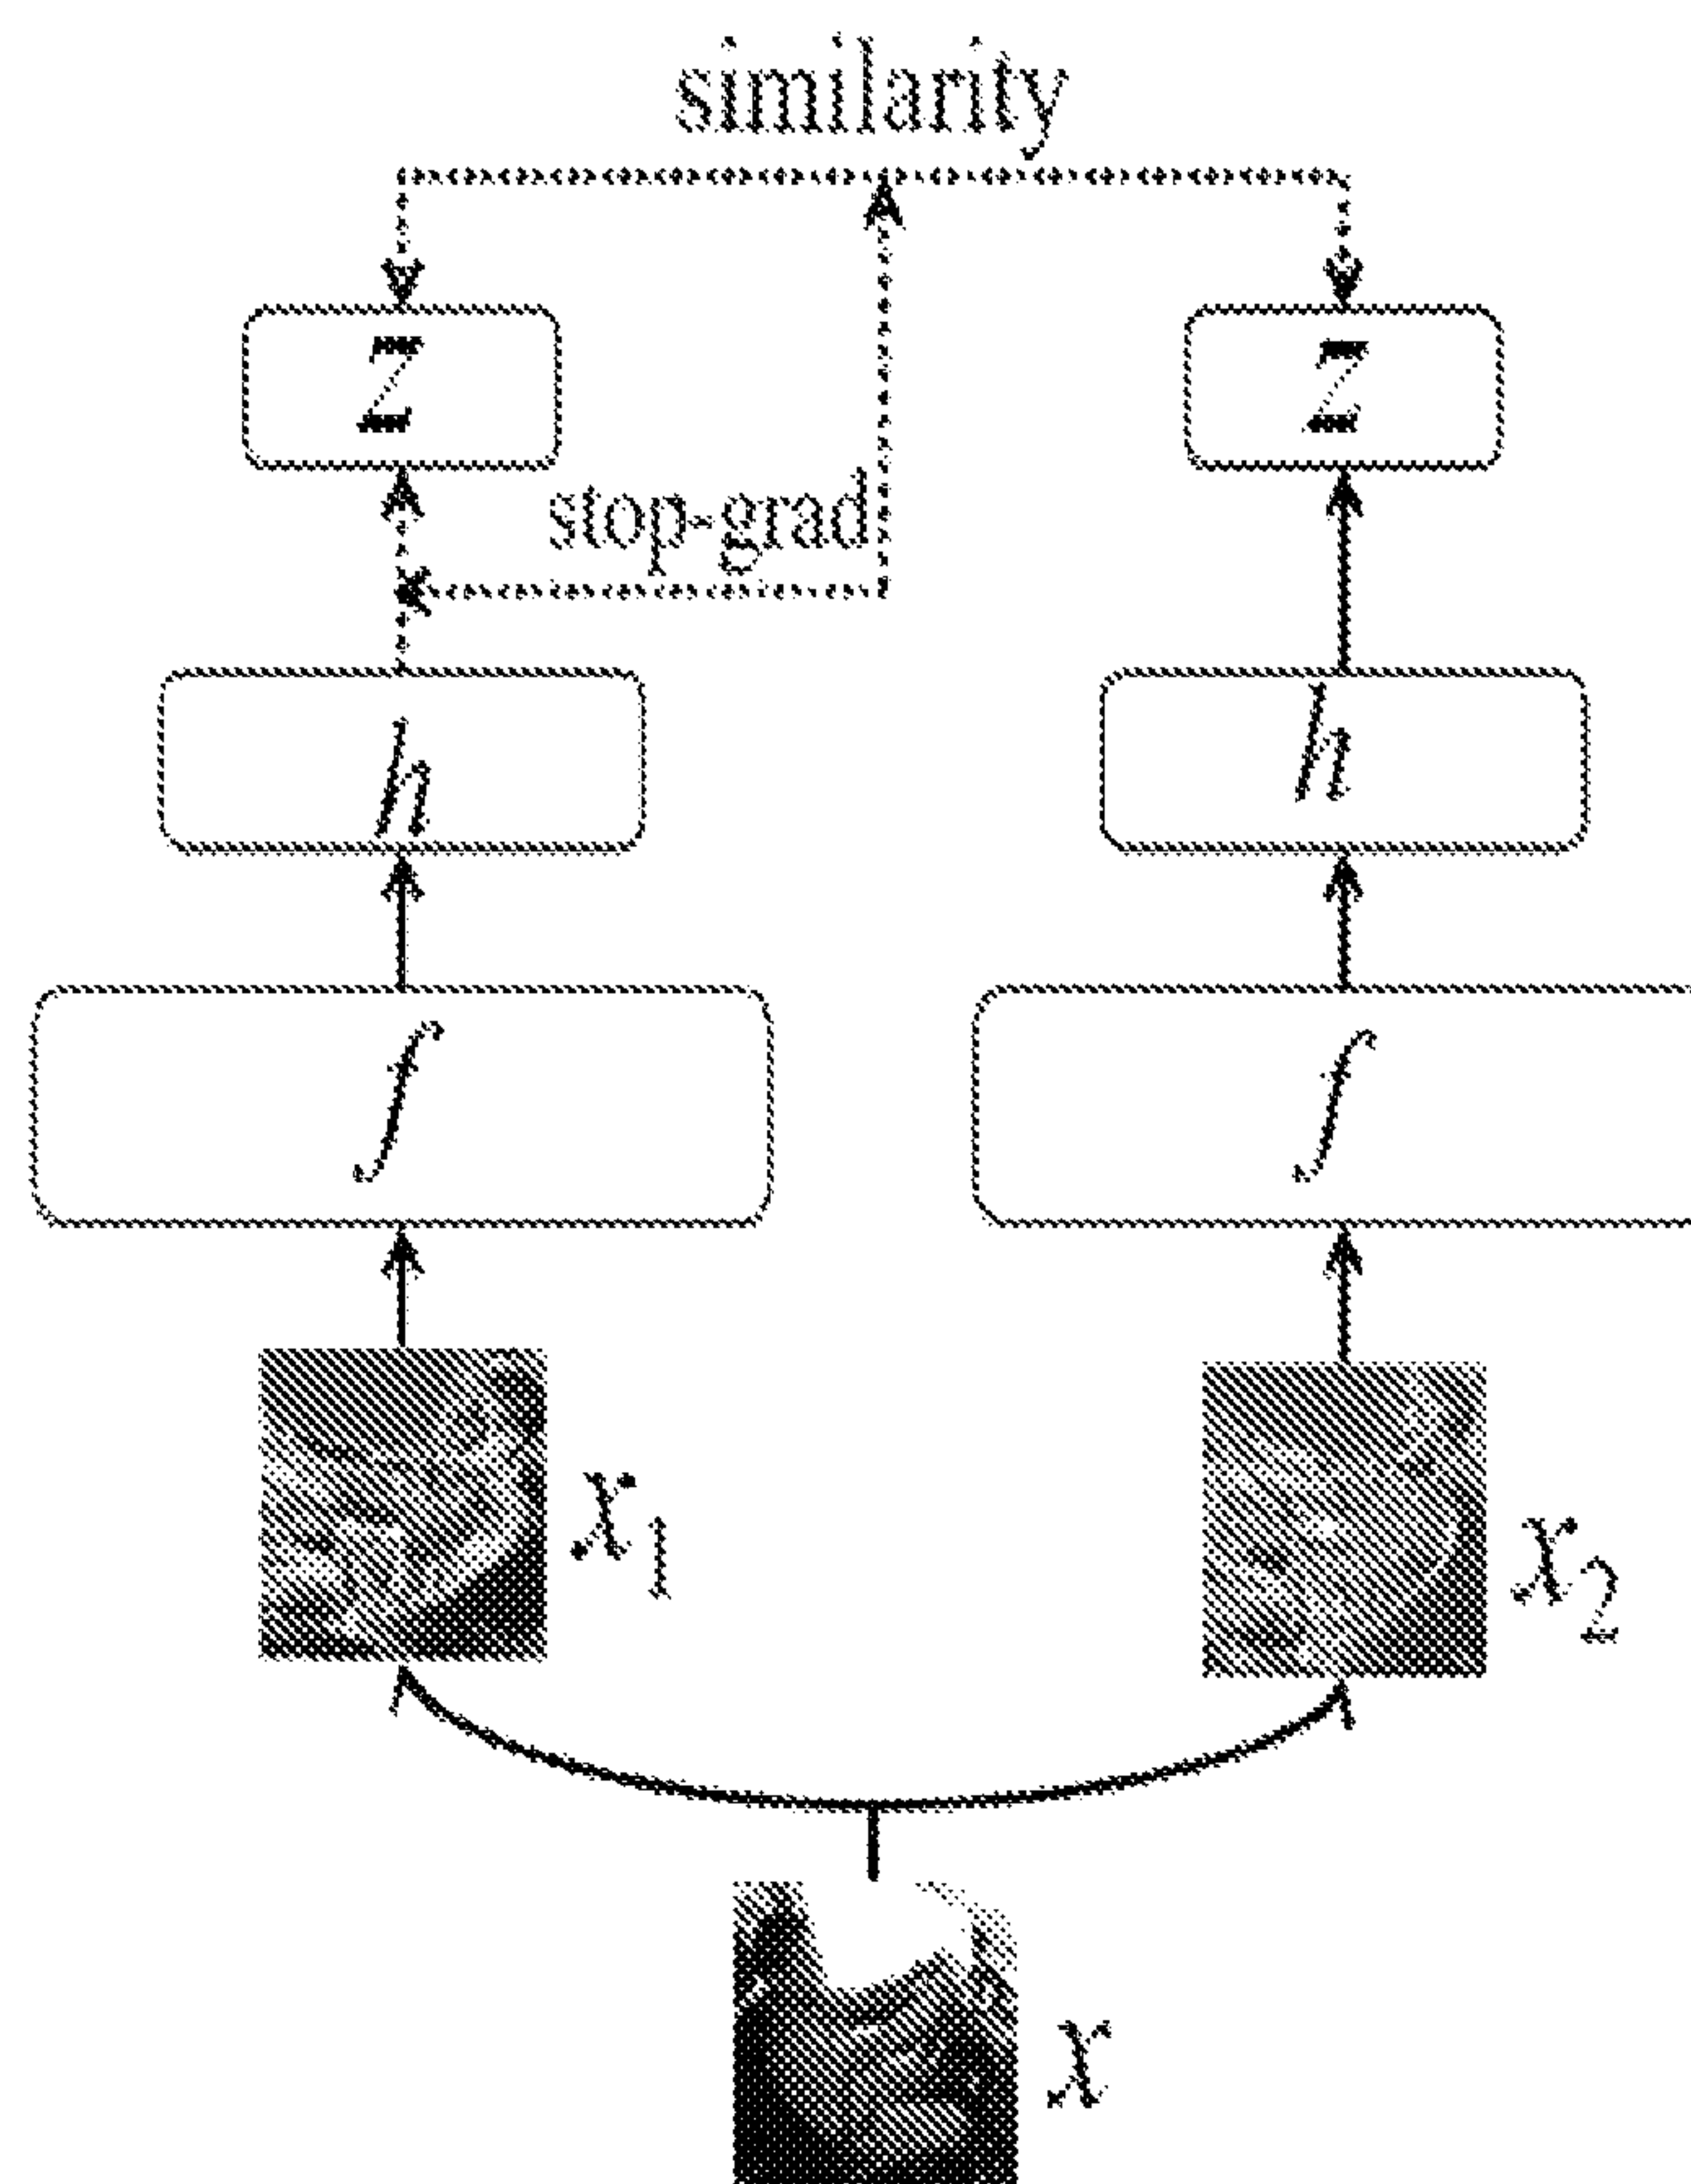 similarity
Z Z
stop-grad
h h
f f
x1
x2
x